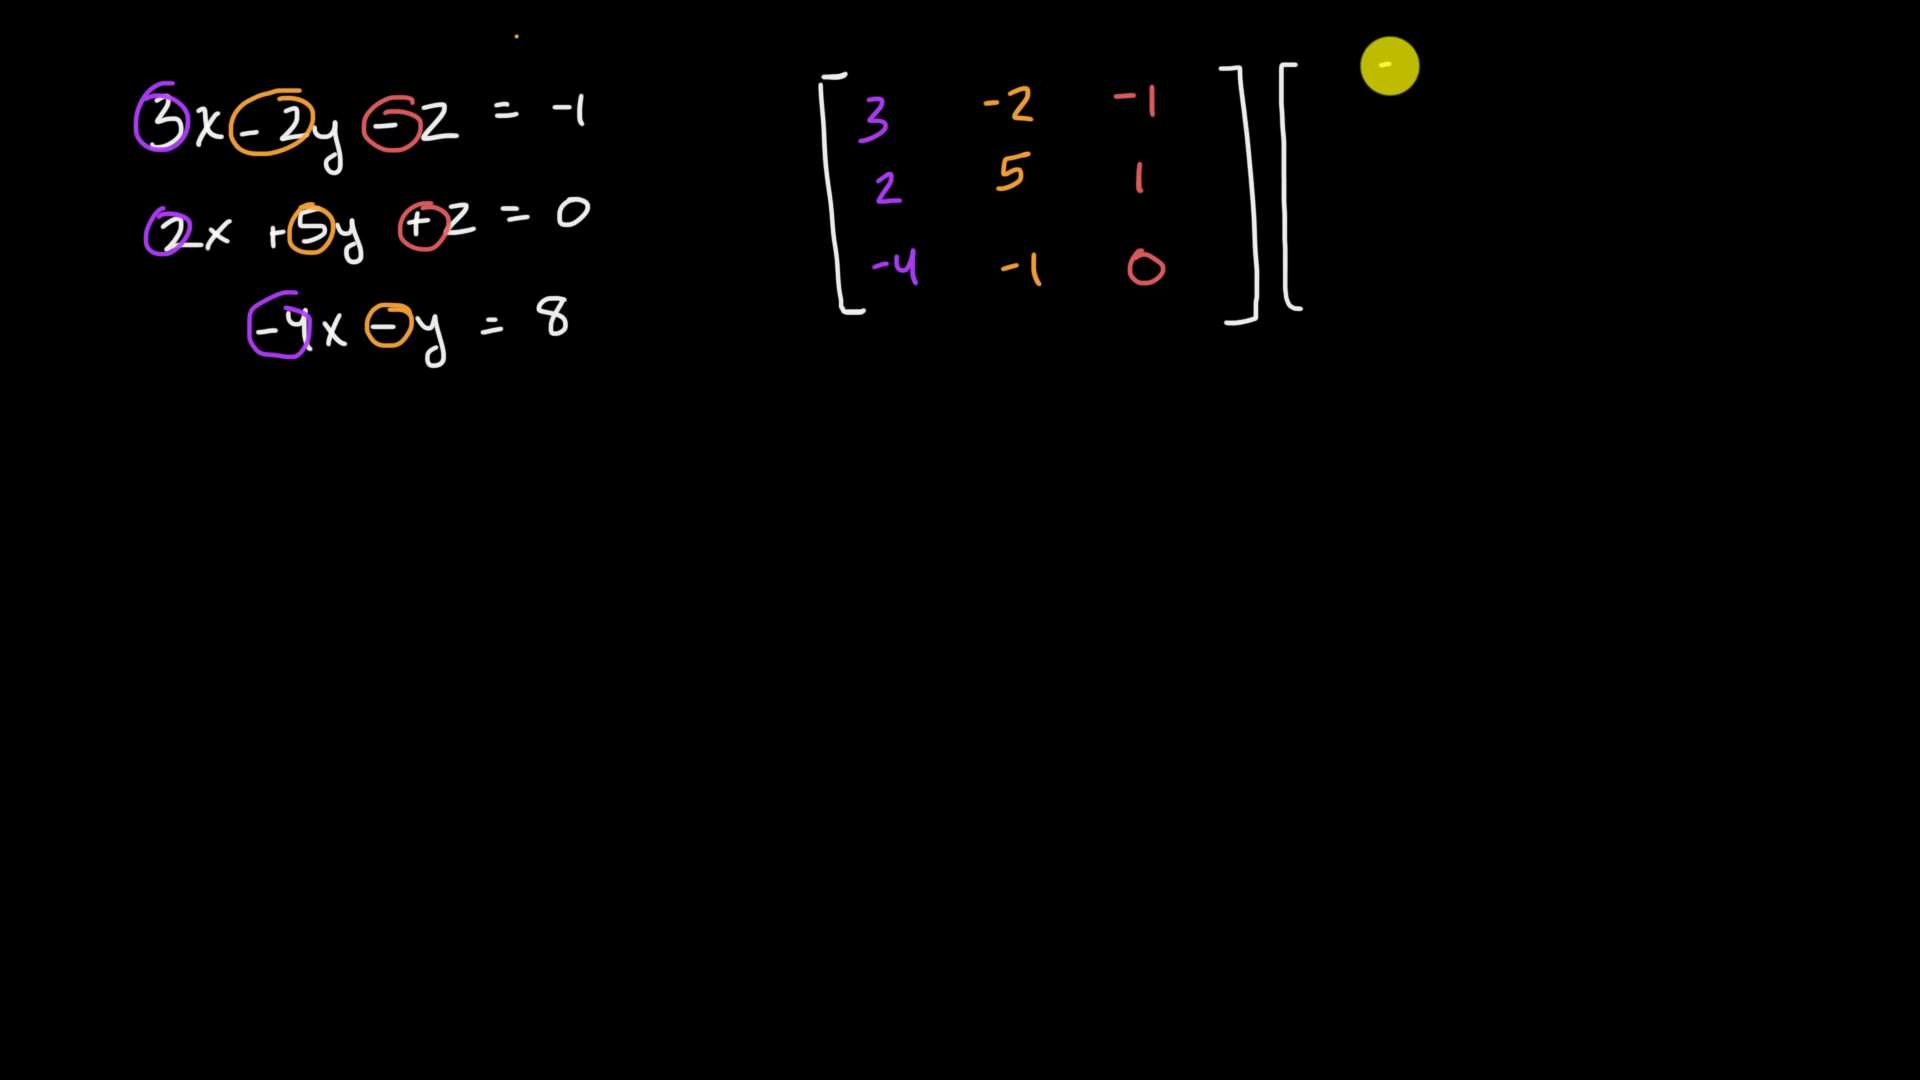 3x - 2y - z = -1
2x + 5y + z = 0
-4x - y = 8
[ 3 -2 -1 ] [ -
2 5 1
-4 -1 0